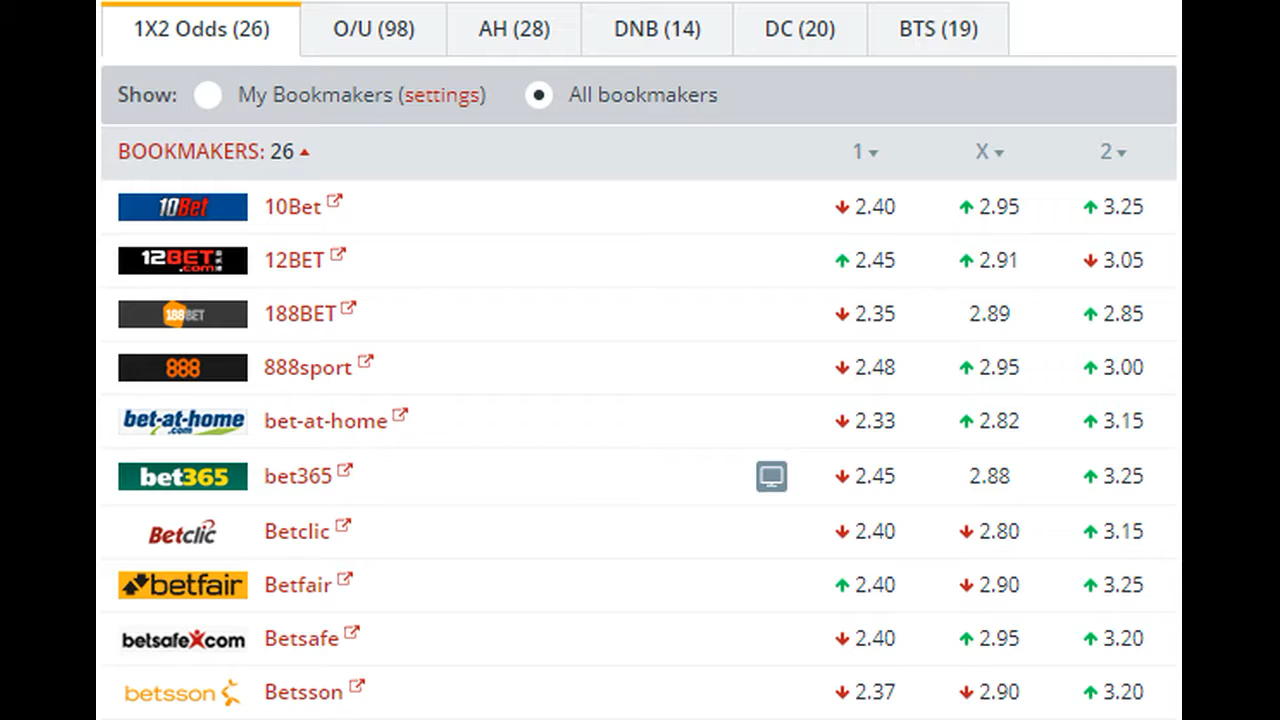 1X2 Odds (26) O/U (98) AH (28) DNB (14) DC (20) BTS (19)
Show: My Bookmakers (settings) All bookmakers
BOOKMAKERS: 26 1 X 2
10Bet 10Bet 2.40 2.95 3.25
12BET.com 12BET 2.45 2.91 3.05
188BET 188BET 2.35 2.89 2.85
888 888sport 2.48 2.95 3.00
bet-at-home.com bet-at-home 2.33 2.82 3.15
bet365 bet365 2.45 2.88 3.25
Betclic Betclic 2.40 2.80 3.15
betfair Betfair 2.40 2.90 3.25
betsafe.com Betsafe 2.40 2.95 3.20
betsson Betsson 2.37 2.90 3.20